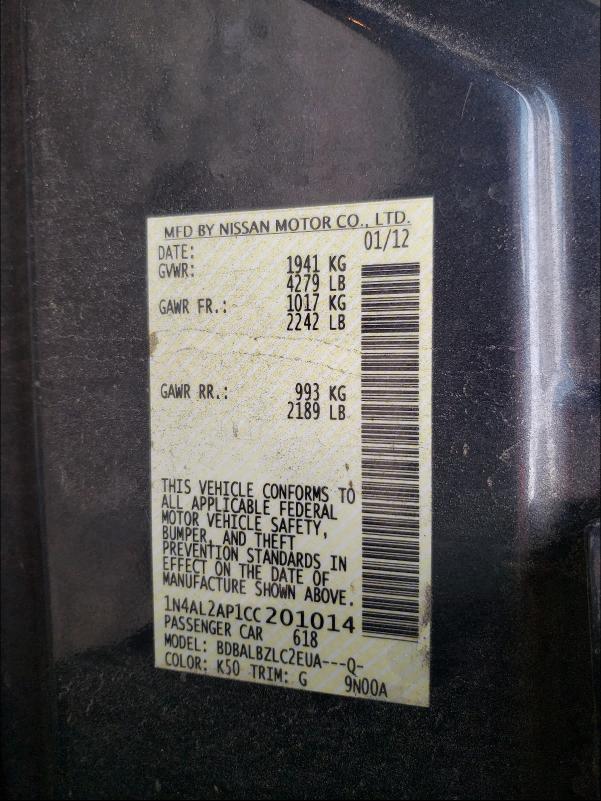 MFD BY NISSAN MOTOR CO., LTD.
DATE: 01/12
GVWR: 1941 KG
4279 LB
GAWR FR.: 1017 KG
2242 LB
GAWR RR.: 993 KG
2189 LB
THIS VEHICLE CONFORMS TO
ALL APPLICABLE FEDERAL
MOTOR VEHICLE SAFETY,
BUMPER, AND THEFT
PREVENTION STANDARDS IN
EFFECT ON THE DATE OF
MANUFACTURE SHOWN ABOVE.
1N4AL2AP1CC201014
PASSENGER CAR 618
MODEL: BDBALBZLC2EUA---Q-
COLOR: K50 TRIM: G 9N00A